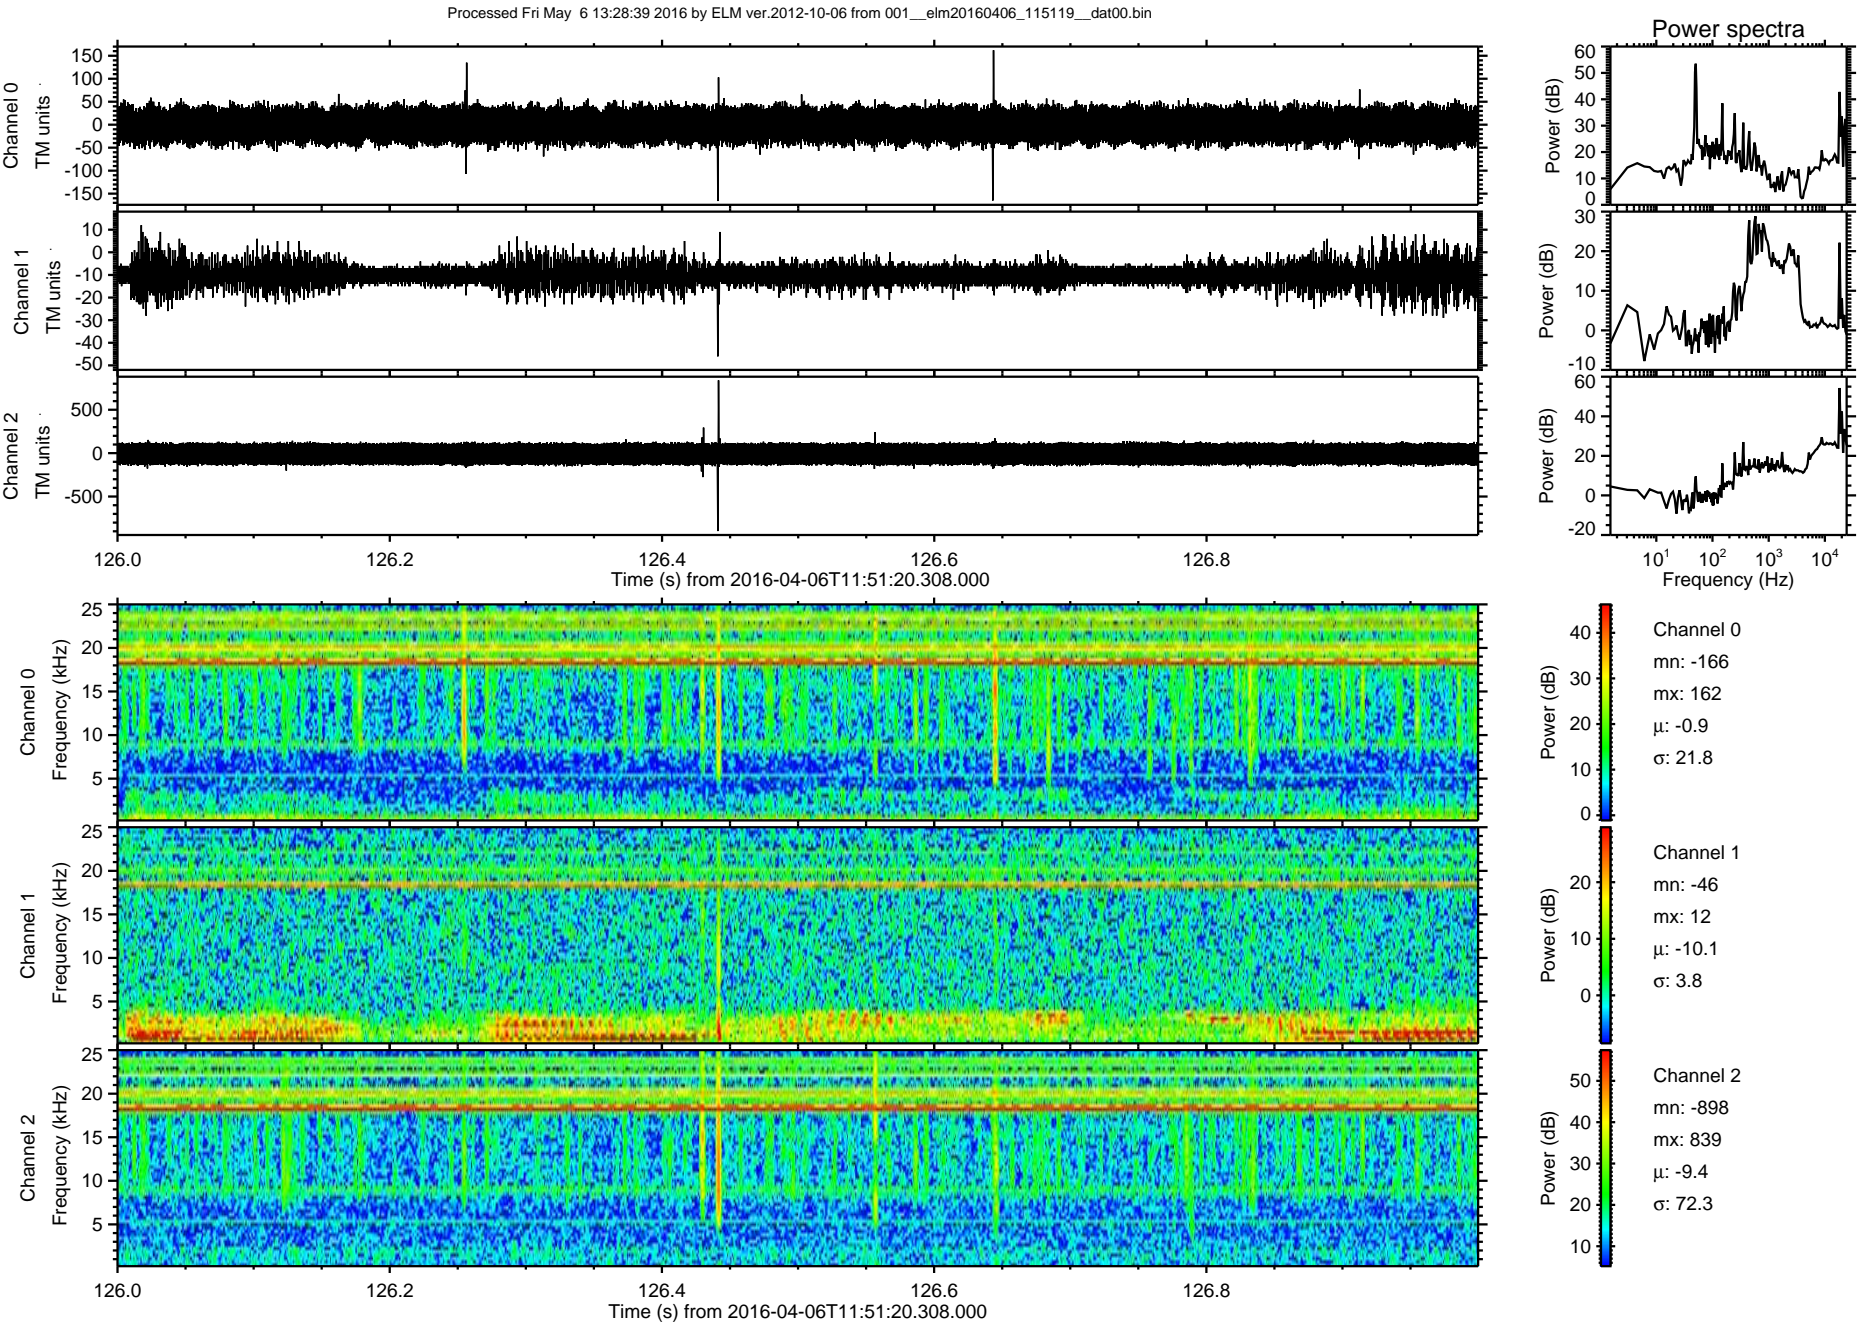 Processed Fri May  6 13:28:39 2016 by ELM ver.2012-10-06 from 001__elm20160406_115119__dat00.bin
Power spectra
Channel 0
TM units
150
100
50
0
-50
-100
-150
Power (dB)
60
50
40
30
20
10
0
Channel 1
TM units
10
0
-10
-20
-30
-40
-50
Power (dB)
30
20
10
0
-10
Channel 2
TM units
500
0
-500
Power (dB)
60
40
20
0
-20
126.0 126.2 126.4 126.6 126.8
Time (s) from 2016-04-06T11:51:20.308.000
10¹ 10² 10³ 10⁴
Frequency (Hz)
Channel 0
Frequency (kHz)
25
20
15
10
5
Power (dB)
40
30
20
10
0
Channel 0
mn: -166
mx: 162
μ: -0.9
σ: 21.8
Channel 1
Frequency (kHz)
25
20
15
10
5
Power (dB)
20
10
0
Channel 1
mn: -46
mx: 12
μ: -10.1
σ: 3.8
Channel 2
Frequency (kHz)
25
20
15
10
5
Power (dB)
50
40
30
20
10
Channel 2
mn: -898
mx: 839
μ: -9.4
σ: 72.3
126.0 126.2 126.4 126.6 126.8
Time (s) from 2016-04-06T11:51:20.308.000